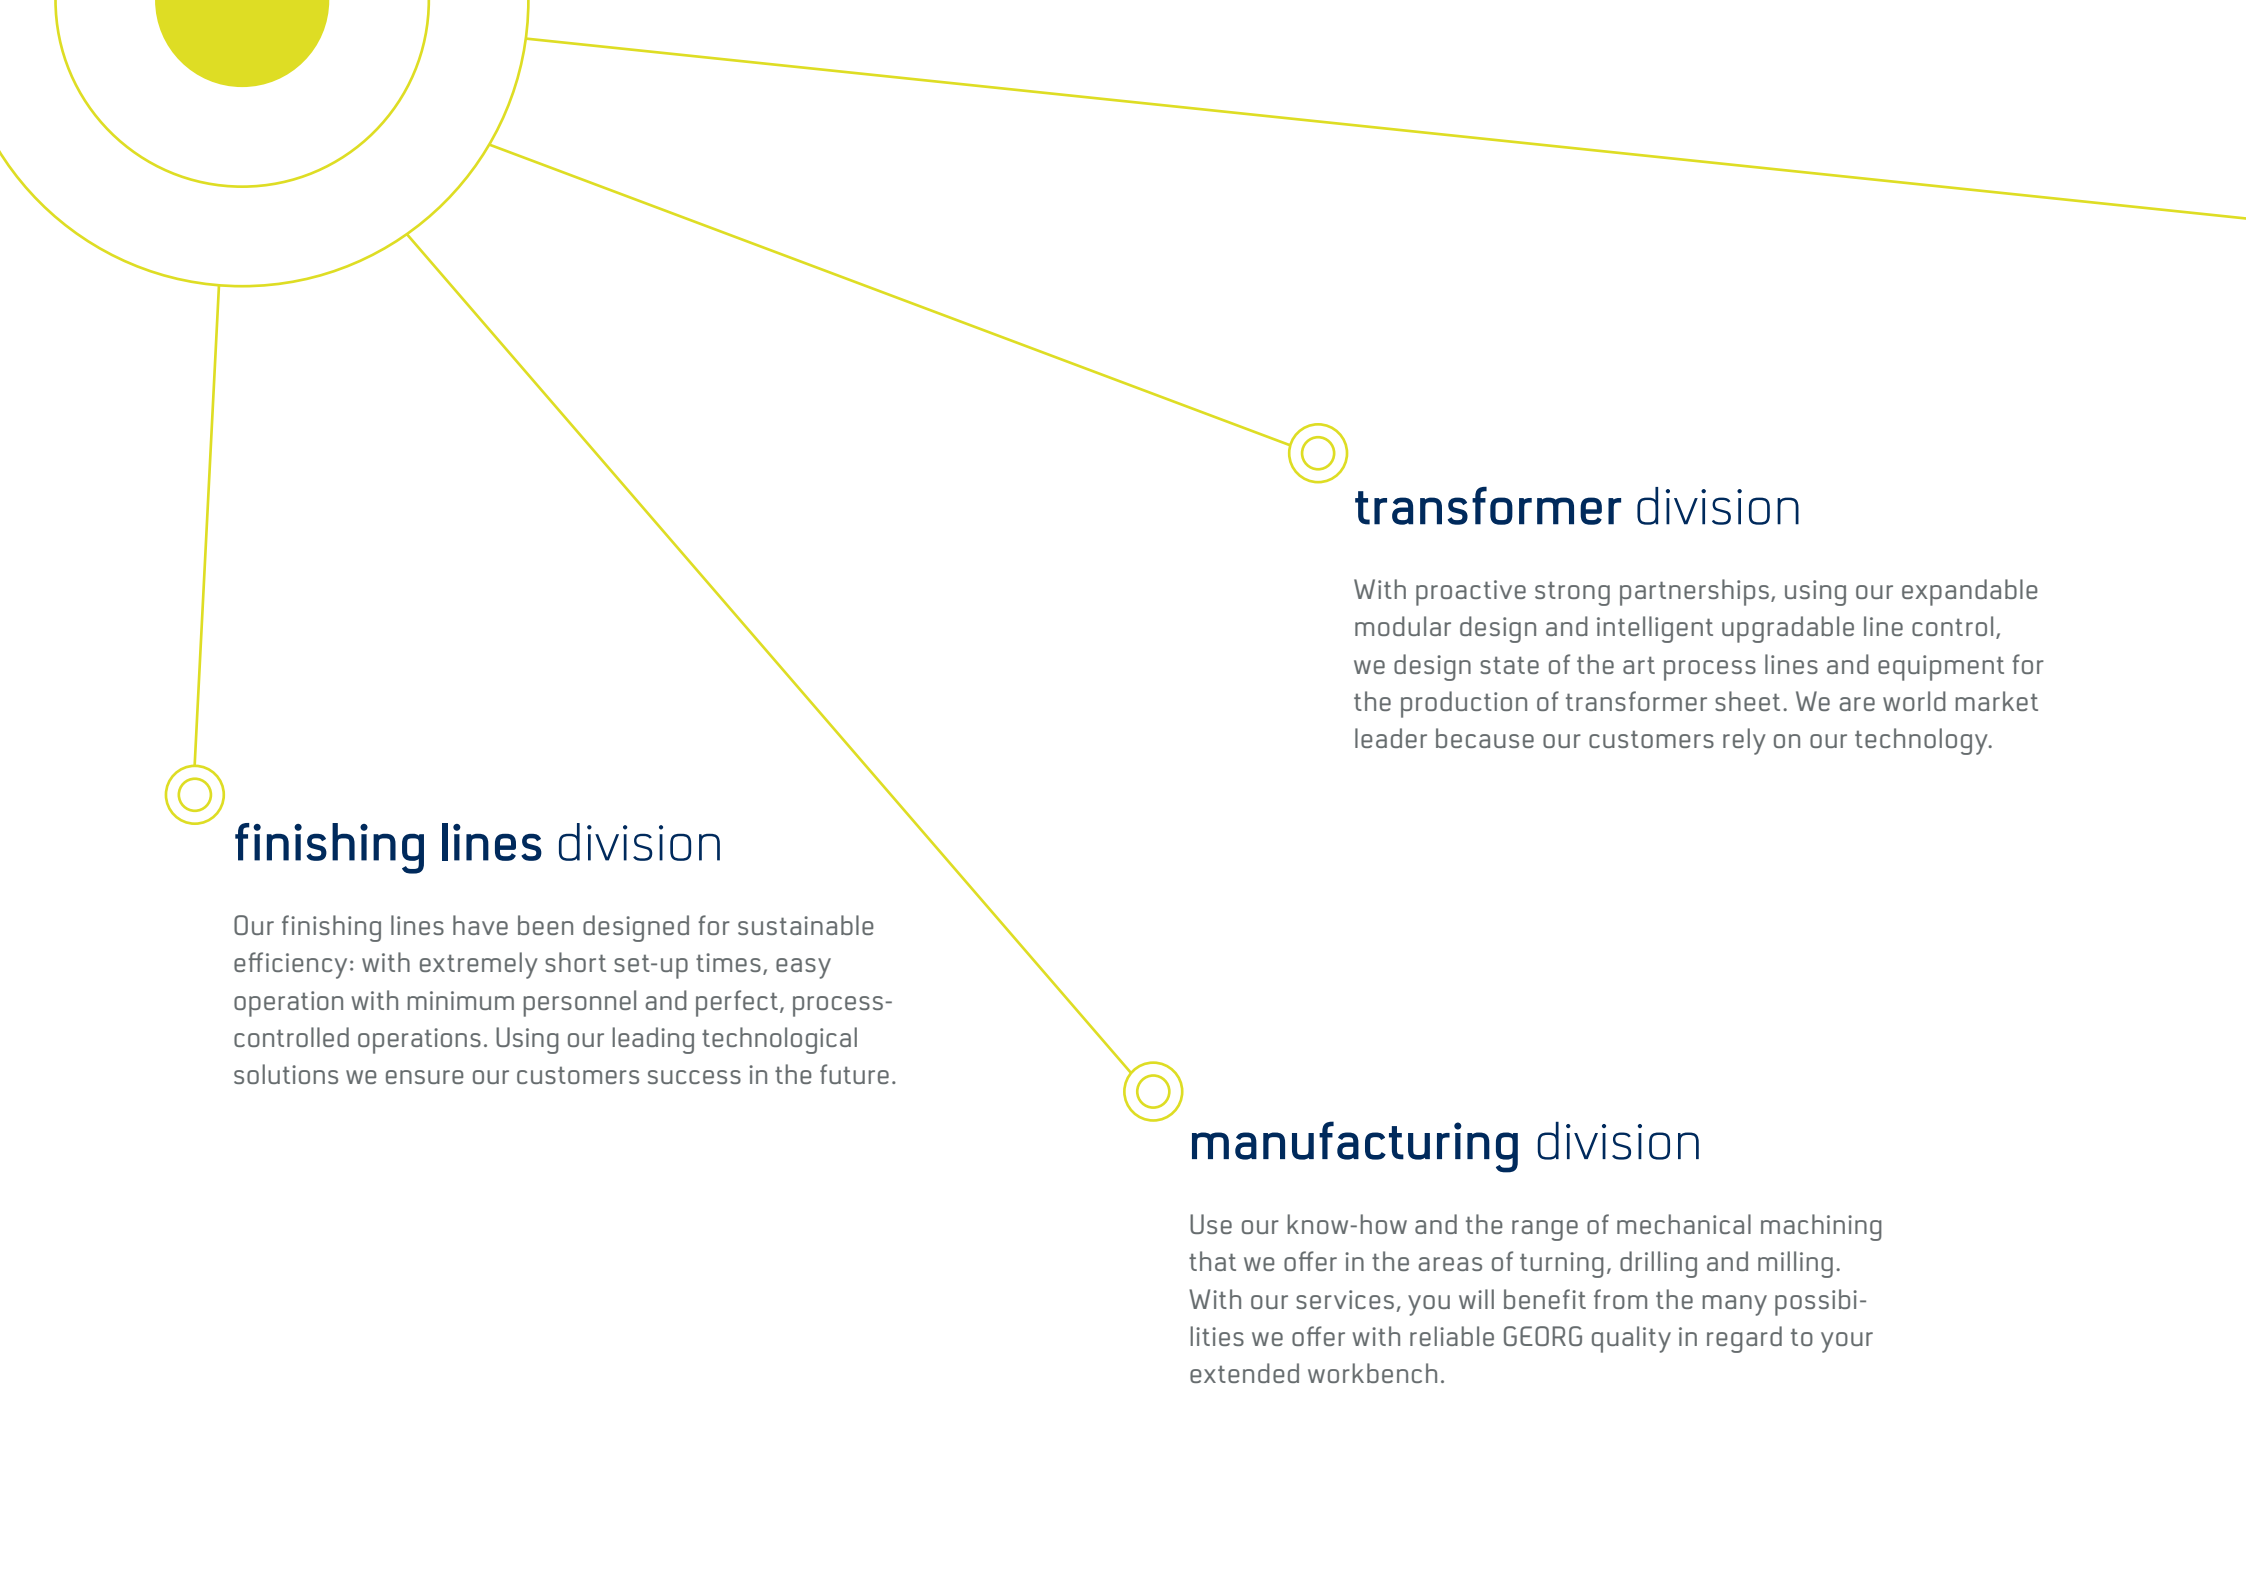 transformer division
With proactive strong partnerships, using our expandable
modular design and intelligent upgradable line control,
we design state of the art process lines and equipment for
the production of transformer sheet. We are world market
leader because our customers rely on our technology.
finishing lines division
Our finishing lines have been designed for sustainable
efficiency: with extremely short set-up times, easy
operation with minimum personnel and perfect, process-
controlled operations. Using our leading technological
solutions we ensure our customers success in the future.
manufacturing division
Use our know-how and the range of mechanical machining
that we offer in the areas of turning, drilling and milling.
With our services, you will benefit from the many possibi-
lities we offer with reliable GEORG quality in regard to your
extended workbench.